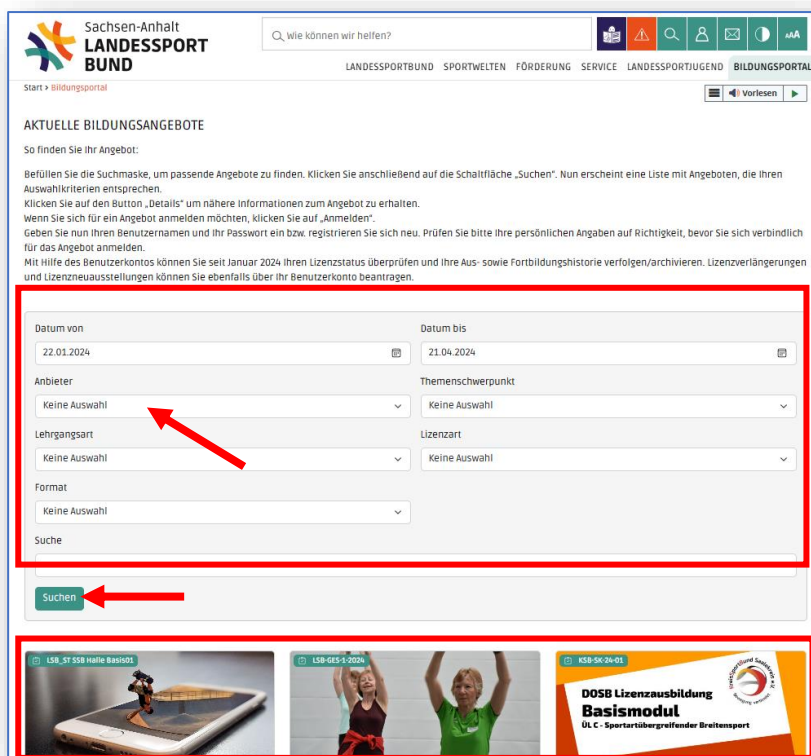 Sachsen-Anhalt
LANDESSPORT
BUND
Wie können wir helfen?
AAA
LANDESSPORTBUND SPORTWELTEN FÖRDERUNG SERVICE LANDESSPORTJUGEND BILDUNGSPORTAL
Start > Bildungsportal
Vorlesen
AKTUELLE BILDUNGSANGEBOTE
So finden Sie Ihr Angebot:
Befüllen Sie die Suchmaske, um passende Angebote zu finden. Klicken Sie anschließend auf die Schaltfläche „Suchen“. Nun erscheint eine Liste mit Angeboten, die Ihren
Auswahlkriterien entsprechen.
Klicken Sie auf den Button „Details“ um nähere Informationen zum Angebot zu erhalten.
Wenn Sie sich für ein Angebot anmelden möchten, klicken Sie auf „Anmelden“.
Geben Sie nun Ihren Benutzernamen und Ihr Passwort ein bzw. registrieren Sie sich neu. Prüfen Sie bitte Ihre persönlichen Angaben auf Richtigkeit, bevor Sie sich verbindlich
für das Angebot anmelden.
Mit Hilfe des Benutzerkontos können Sie seit Januar 2024 Ihren Lizenzstatus überprüfen und Ihre Aus- sowie Fortbildungshistorie verfolgen/archivieren. Lizenzverlängerungen
und Lizenzneuausstellungen können Sie ebenfalls über Ihr Benutzerkonto beantragen.
Datum von
Datum bis
22.01.2024
21.04.2024
Anbieter
Themenschwerpunkt
Keine Auswahl
Keine Auswahl
Lehrgangsart
Lizenzart
Keine Auswahl
Keine Auswahl
Format
Keine Auswahl
Suche
Suchen
LSB_ST SSB Halle Basis01
LSB-GES-1-2024
KSB-SK-24-01
KreisSportBund Saalekreis e.V.
DOSB Lizenzausbildung
Basismodul
ÜL C - Sportartübergreifender Breitensport